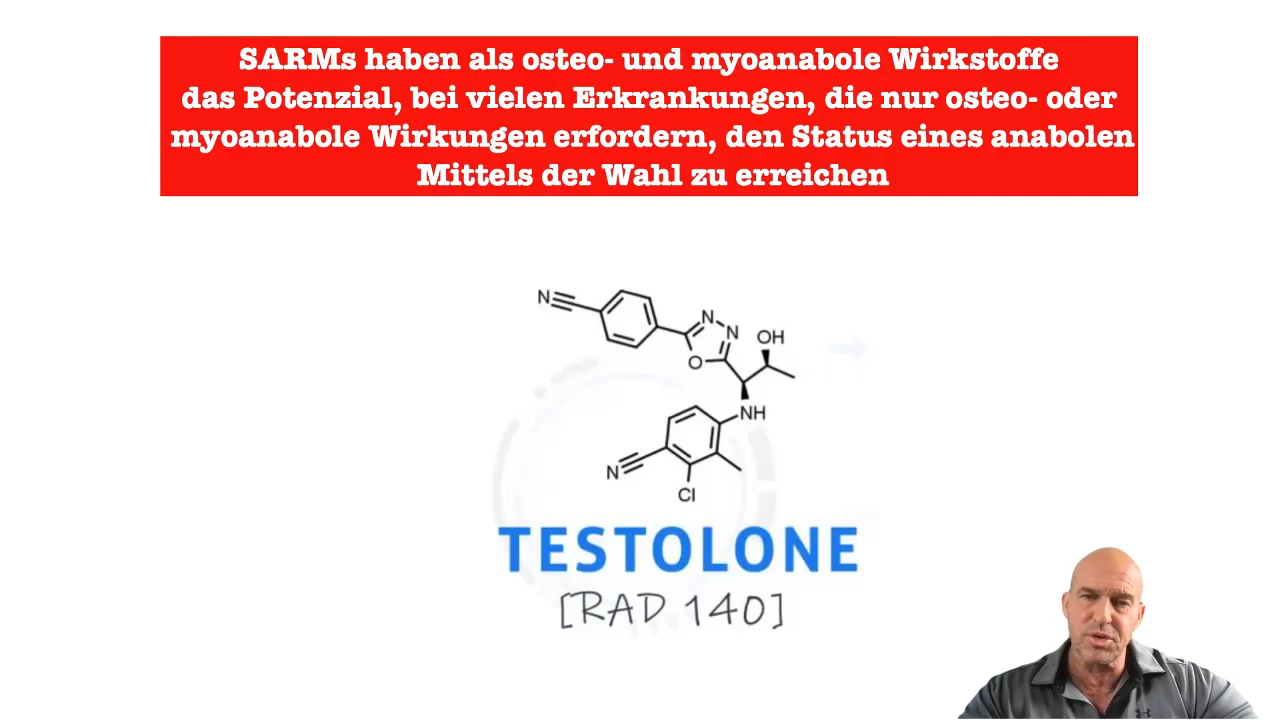 SARMs haben als osteo- und myoanabole Wirkstoffe
das Potenzial, bei vielen Erkrankungen, die nur osteo- oder
myoanabole Wirkungen erfordern, den Status eines anabolen
Mittels der Wahl zu erreichen
N
N
N
OH
O
NH
N
Cl
TESTOLONE
[RAD 140]